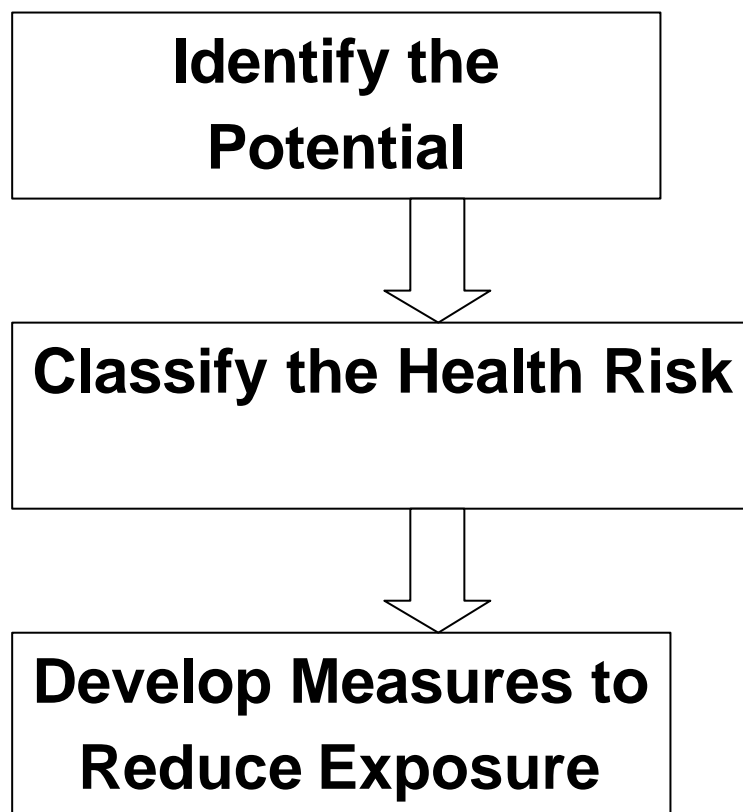 Identify the
Potential
Classify the Health Risk
Develop Measures to
Reduce Exposure